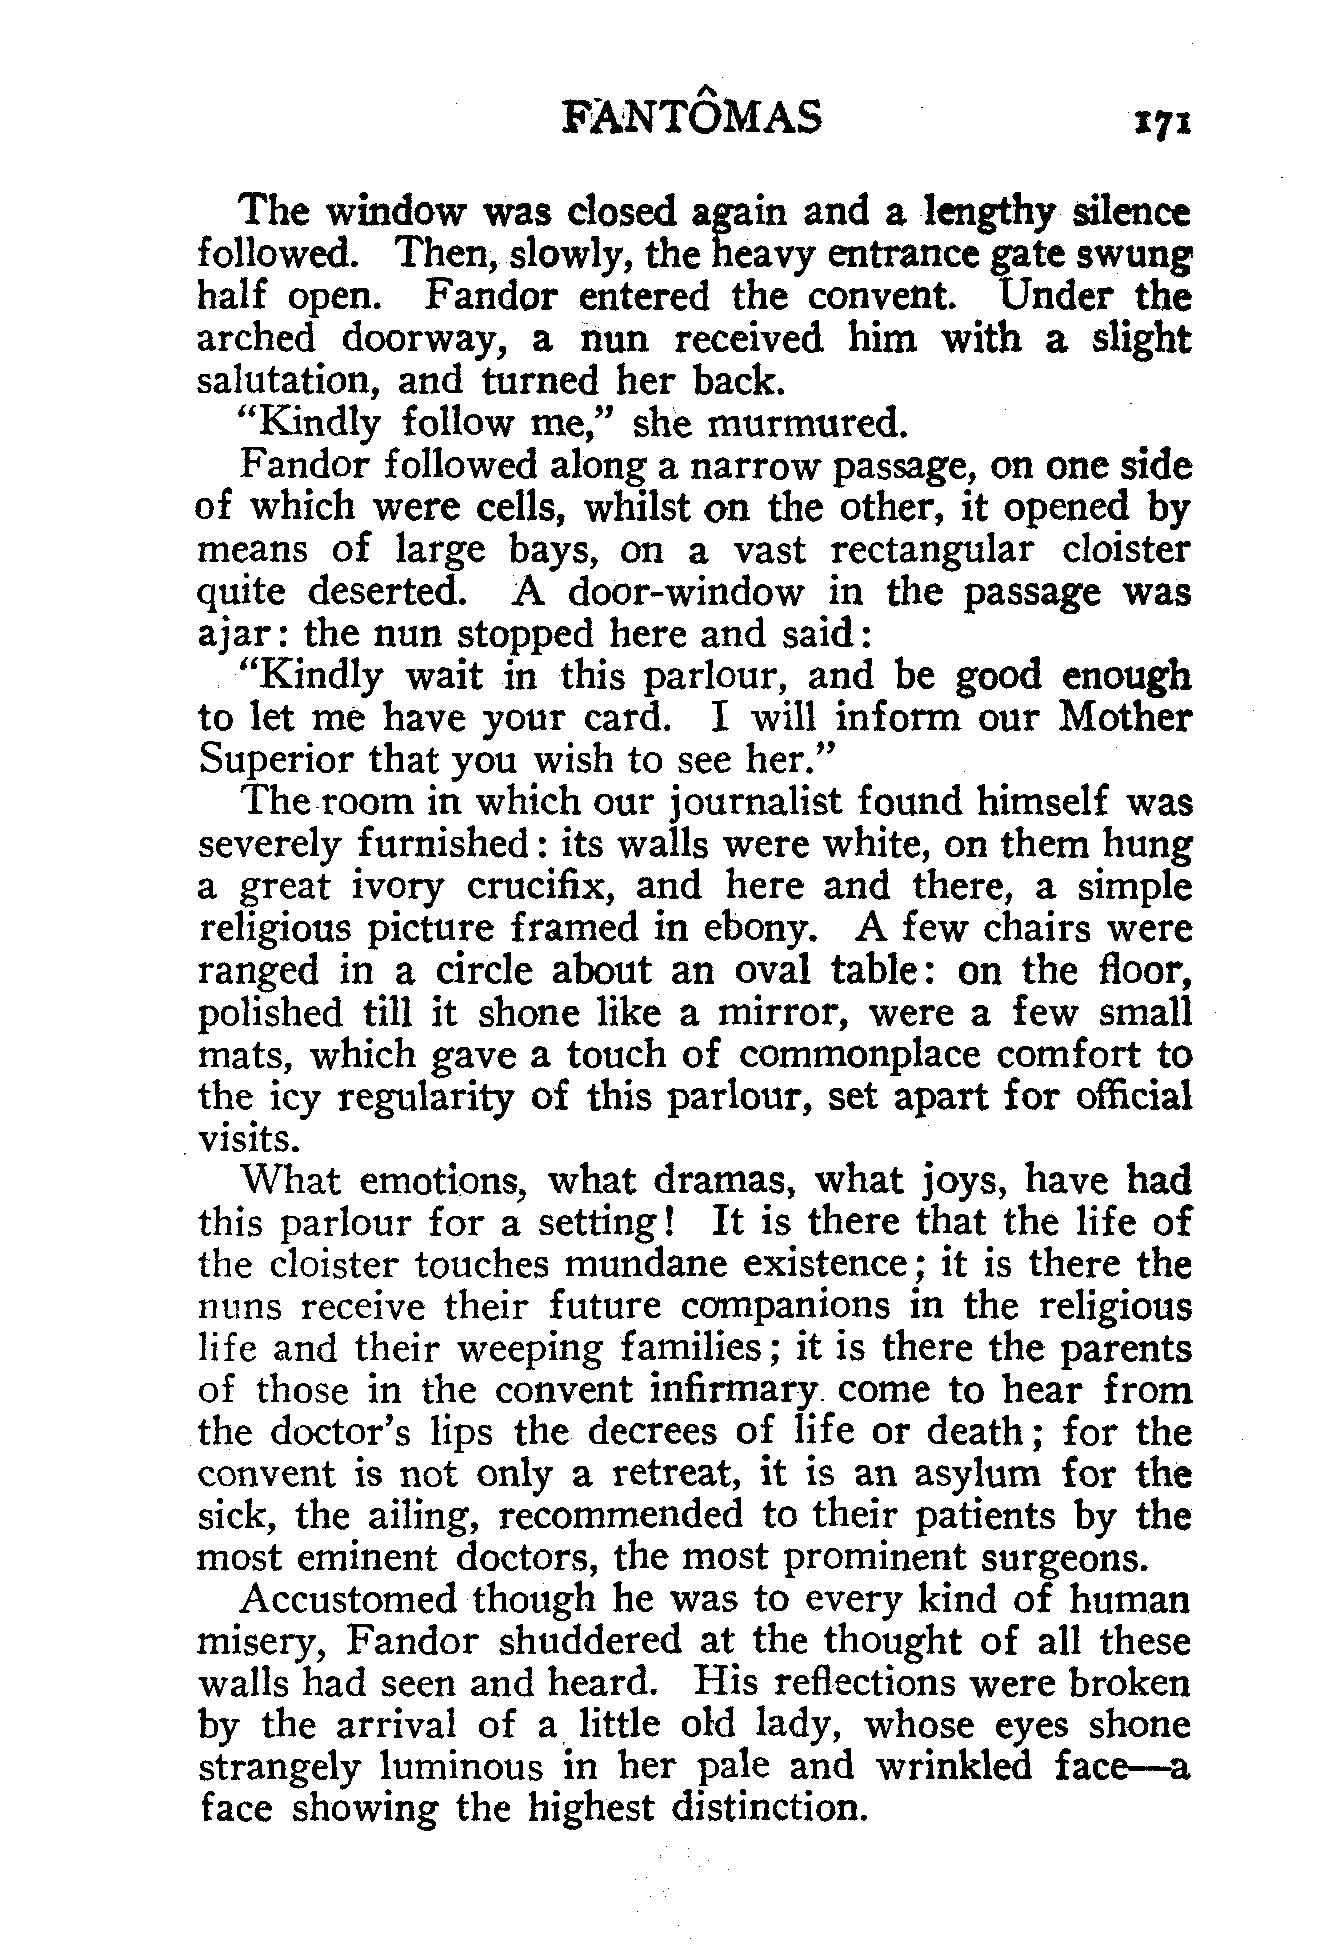 FANTÔMAS 171
The window was closed again and a lengthy silence
followed. Then, slowly, the heavy entrance gate swung
half open. Fandor entered the convent. Under the
arched doorway, a nun received him with a slight
salutation, and turned her back.
“Kindly follow me,” she murmured.
Fandor followed along a narrow passage, on one side
of which were cells, whilst on the other, it opened by
means of large bays, on a vast rectangular cloister
quite deserted. A door-window in the passage was
ajar: the nun stopped here and said:
“Kindly wait in this parlour, and be good enough
to let me have your card. I will inform our Mother
Superior that you wish to see her.”
The room in which our journalist found himself was
severely furnished: its walls were white, on them hung
a great ivory crucifix, and here and there, a simple
religious picture framed in ebony. A few chairs were
ranged in a circle about an oval table: on the floor,
polished till it shone like a mirror, were a few small
mats, which gave a touch of commonplace comfort to
the icy regularity of this parlour, set apart for official
visits.
What emotions, what dramas, what joys, have had
this parlour for a setting! It is there that the life of
the cloister touches mundane existence; it is there the
nuns receive their future companions in the religious
life and their weeping families; it is there the parents
of those in the convent infirmary come to hear from
the doctor’s lips the decrees of life or death; for the
convent is not only a retreat, it is an asylum for the
sick, the ailing, recommended to their patients by the
most eminent doctors, the most prominent surgeons.
Accustomed though he was to every kind of human
misery, Fandor shuddered at the thought of all these
walls had seen and heard. His reflections were broken
by the arrival of a little old lady, whose eyes shone
strangely luminous in her pale and wrinkled face—a
face showing the highest distinction.